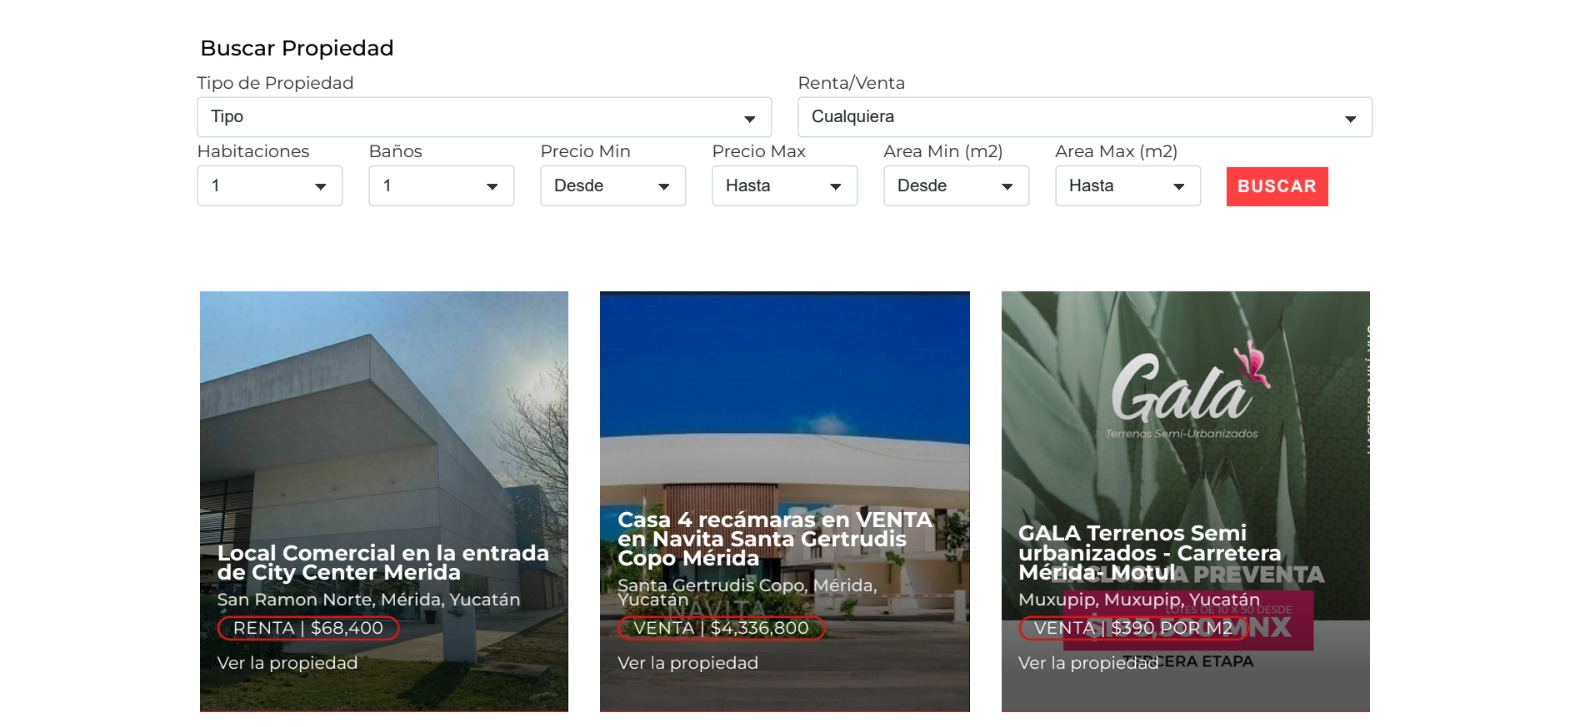 Buscar Propiedad
Tipo de Propiedad
Renta/Venta
Tipo
Cualquiera
Habitaciones
Baños
Precio Min
Precio Max
Area Min (m2)
Area Max (m2)
1
1
Desde
Hasta
Desde
Hasta
BUSCAR
Local Comercial en la entrada
de City Center Merida
San Ramon Norte, Mérida, Yucatán
RENTA | $68,400
Ver la propiedad
Casa 4 recámaras en VENTA
en Navita Santa Gertrudis
Copo Mérida
Santa Gertrudis Copo, Mérida,
Yucatán
NAVITA
VENTA | $4,336,800
Ver la propiedad
Gala
Terrenos Semi-Urbanizados
GALA Terrenos Semi
urbanizados - Carretera
Mérida- Motul
PREVENTA
Muxupip, Muxupip, Yucatán
LOTES DE 10 X 30 DESDE
VENTA | $390 POR M2
MNX
Ver la propiedad
TERCERA ETAPA